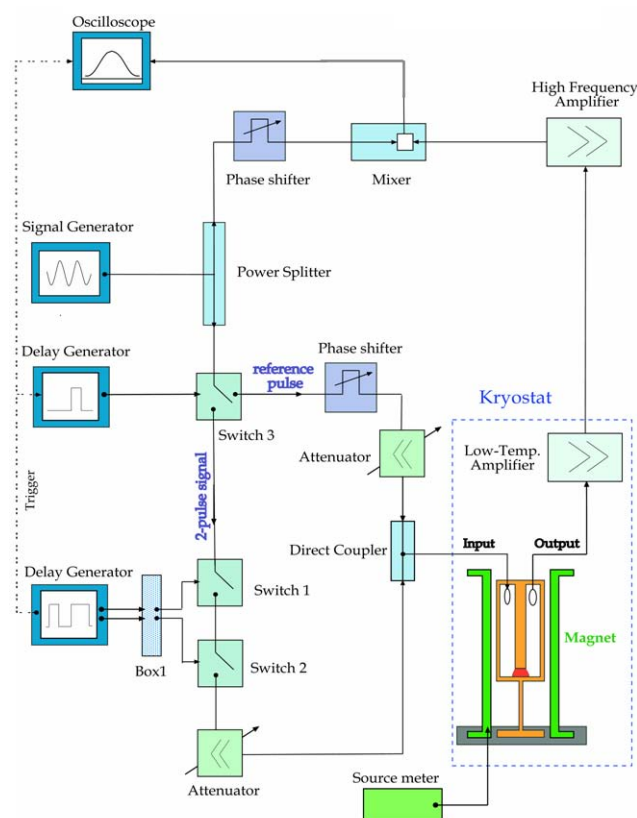 Oscilloscope
High Frequency
Amplifier
Phase shifter
Mixer
Signal Generator
Power Splitter
Delay Generator
reference
pulse
Phase shifter
Kryostat
Switch 3
Attenuator
Low-Temp.
Amplifier
Trigger
2-pulse signal
Direct Coupler
Input
Output
Delay Generator
Switch 1
Magnet
Box1
Switch 2
Attenuator
Source meter